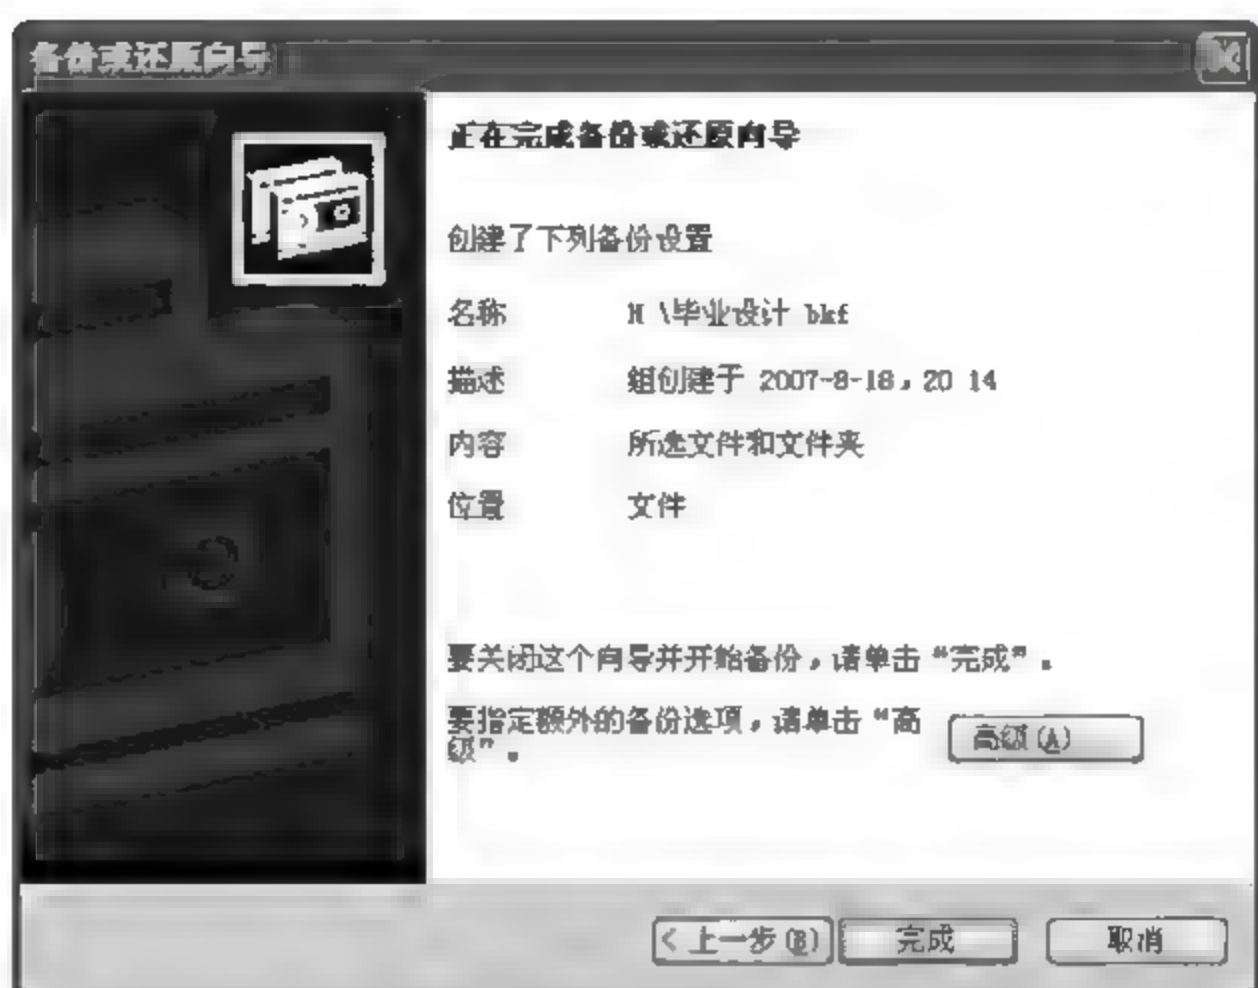 备份或还原向导
正在完成备份或还原向导
创建了下列备份设置
名称 H \毕业设计 bkf
描述 组创建于 2007-8-18，20 14
内容 所选文件和文件夹
位置 文件
要关闭这个向导并开始备份，请单击“完成”。
要指定额外的备份选项，请单击“高
级”。
高级(A)
< 上一步(B) 完成 取消